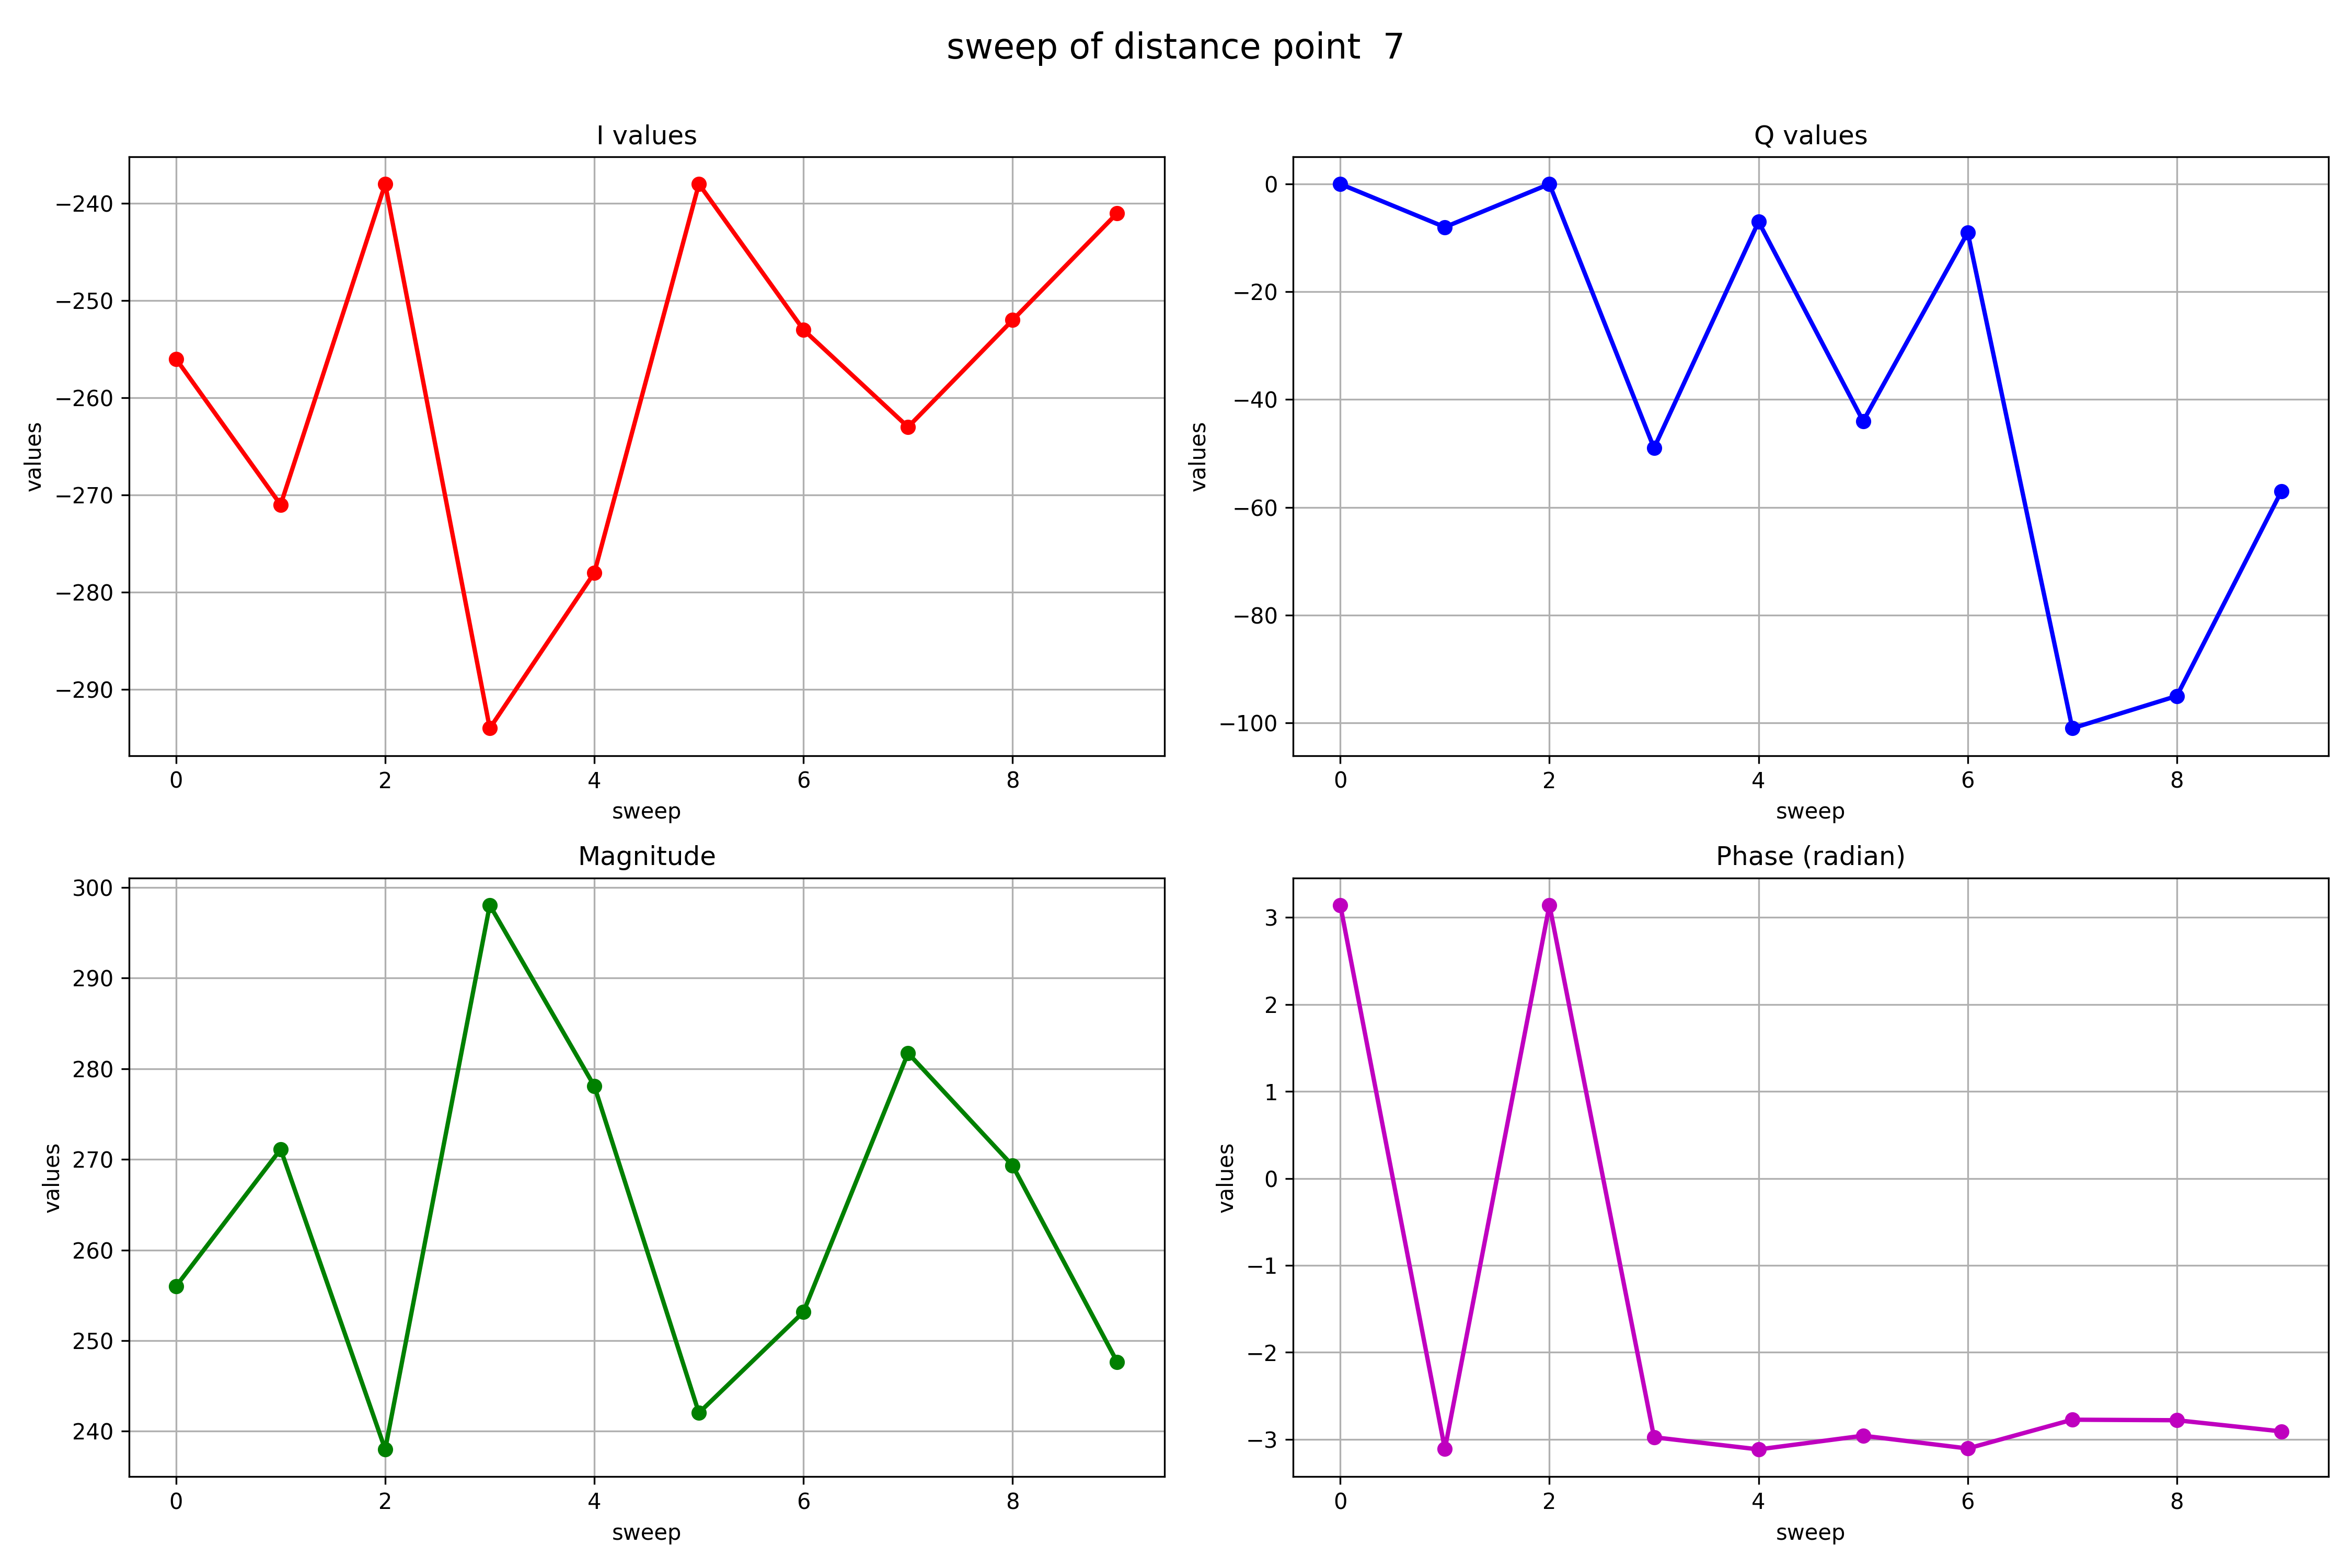 sweep of distance point  7
I values
values
−240
−250
−260
−270
−280
−290
0 2 4 6 8
sweep
Q values
values
0
−20
−40
−60
−80
−100
0 2 4 6 8
sweep
Magnitude
values
300
290
280
270
260
250
240
0 2 4 6 8
sweep
Phase (radian)
values
3
2
1
0
−1
−2
−3
0 2 4 6 8
sweep